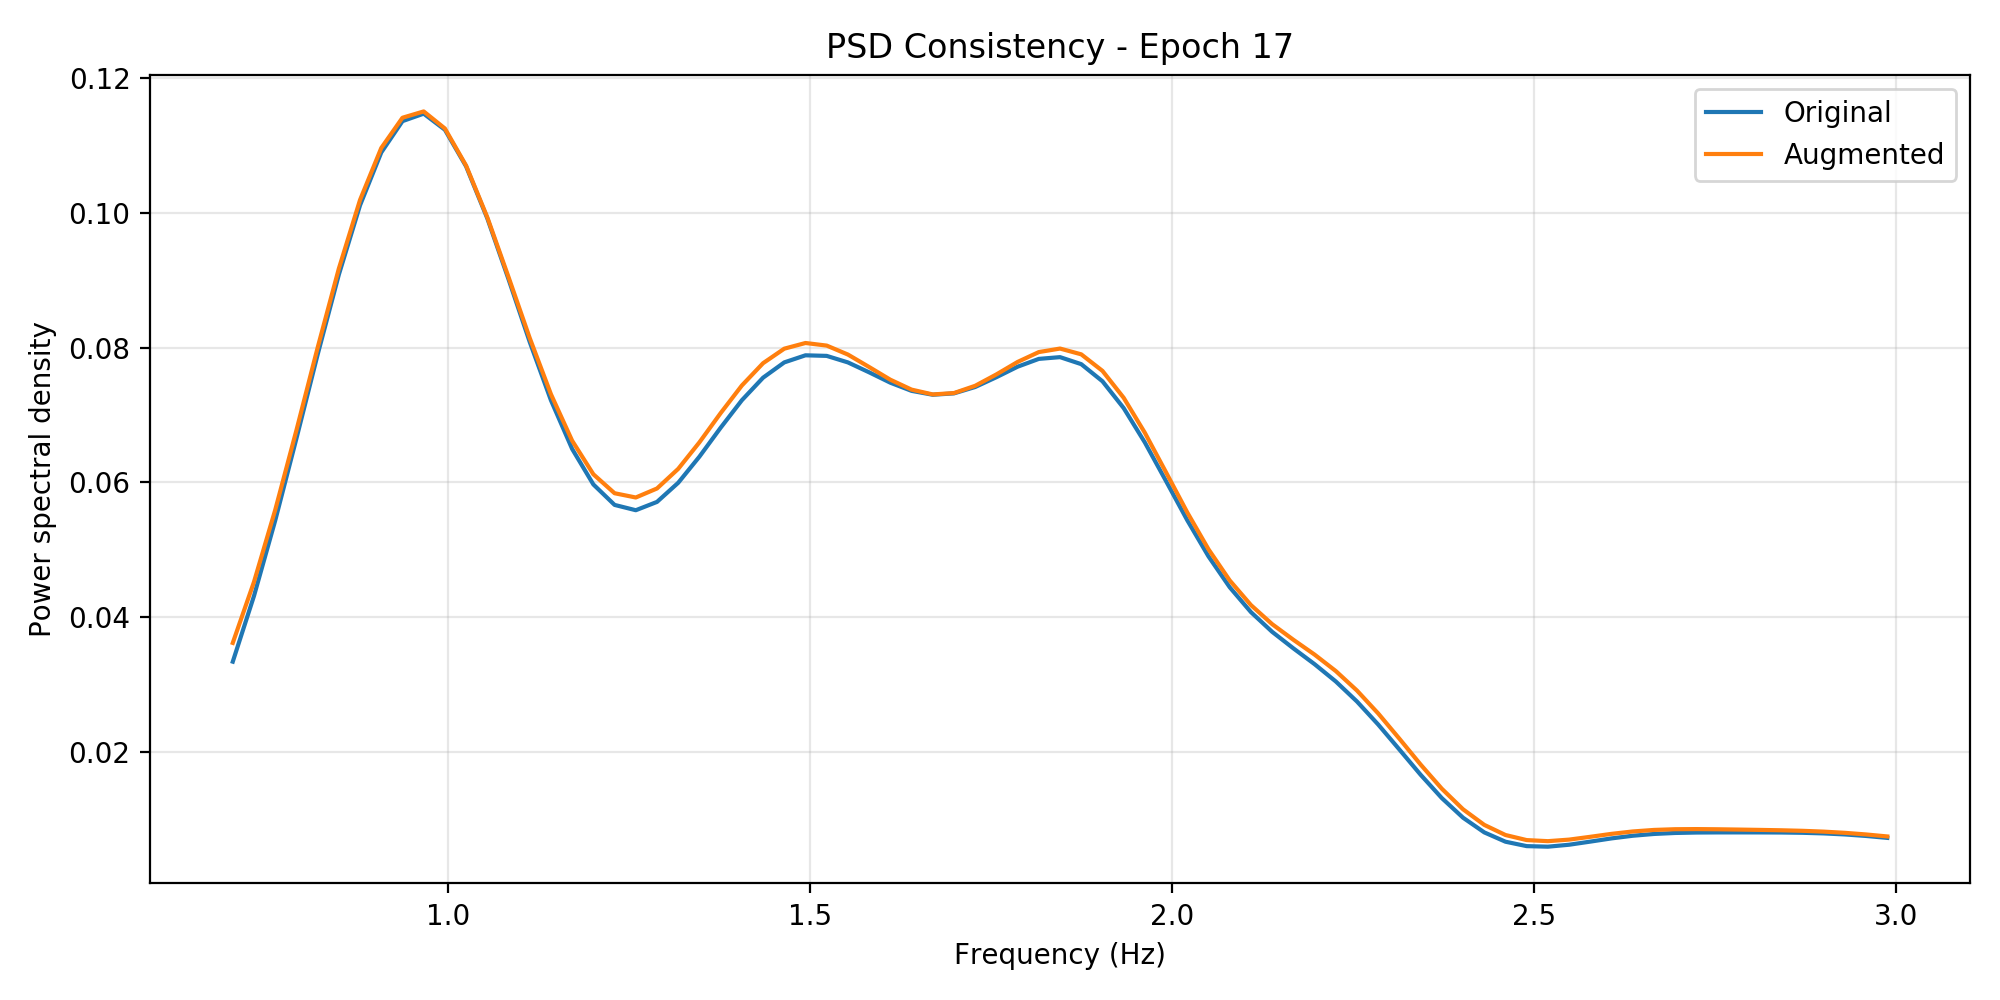 PSD Consistency - Epoch 17
Original
Augmented
0.12
0.10
0.08
0.06
0.04
0.02
Power spectral density
1.0
1.5
2.0
2.5
3.0
Frequency (Hz)